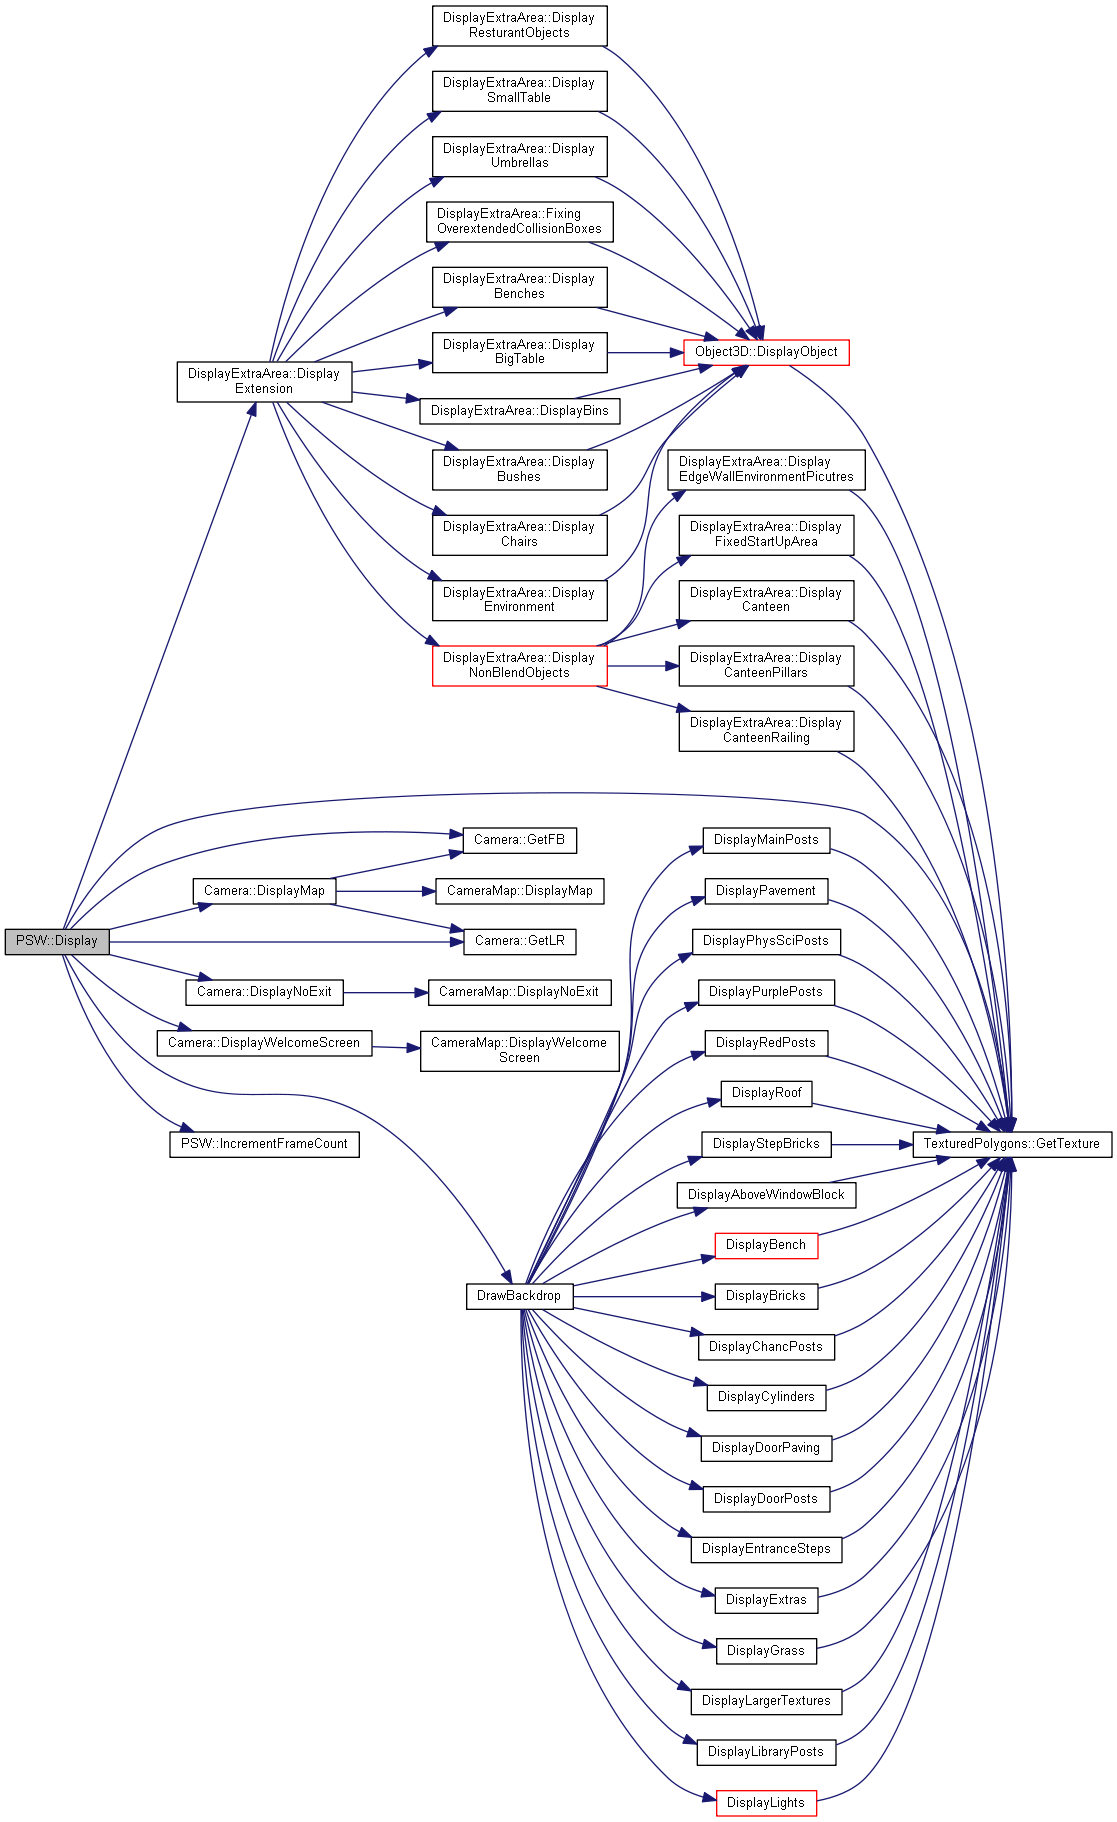 DisplayExtraArea::Display
ResturantObjects
DisplayExtraArea::Display
SmallTable
DisplayExtraArea::Display
Umbrellas
DisplayExtraArea::Fixing
OverextendedCollisionBoxes
DisplayExtraArea::Display
Benches
DisplayExtraArea::Display
BigTable
Object3D::DisplayObject
DisplayExtraArea::Display
Extension
DisplayExtraArea::DisplayBins
DisplayExtraArea::Display
Bushes
DisplayExtraArea::Display
EdgeWallEnvironmentPicutres
DisplayExtraArea::Display
Chairs
DisplayExtraArea::Display
FixedStartUpArea
DisplayExtraArea::Display
Environment
DisplayExtraArea::Display
Canteen
DisplayExtraArea::Display
NonBlendObjects
DisplayExtraArea::Display
CanteenPillars
DisplayExtraArea::Display
CanteenRailing
Camera::GetFB
DisplayMainPosts
Camera::DisplayMap
CameraMap::DisplayMap
DisplayPavement
PSW::Display
Camera::GetLR
DisplayPhysSciPosts
Camera::DisplayNoExit
CameraMap::DisplayNoExit
DisplayPurplePosts
Camera::DisplayWelcomeScreen
CameraMap::DisplayWelcome
Screen
DisplayRedPosts
DisplayRoof
PSW::IncrementFrameCount
DisplayStepBricks
TexturedPolygons::GetTexture
DisplayAboveWindowBlock
DisplayBench
DrawBackdrop
DisplayBricks
DisplayChancPosts
DisplayCylinders
DisplayDoorPaving
DisplayDoorPosts
DisplayEntranceSteps
DisplayExtras
DisplayGrass
DisplayLargerTextures
DisplayLibraryPosts
DisplayLights